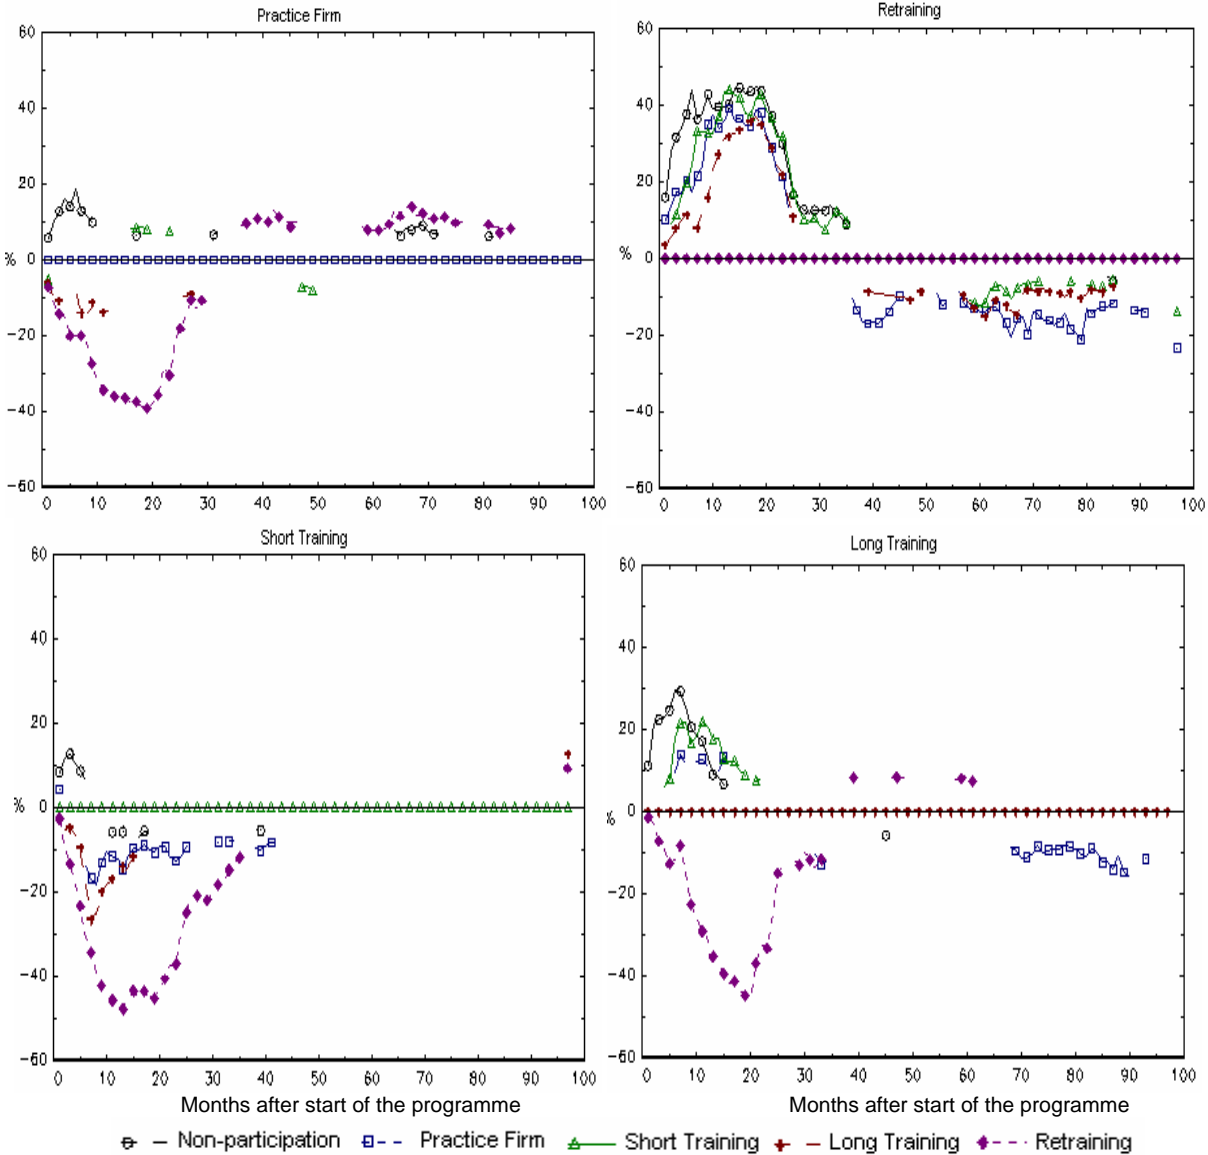 Practice Firm
60
40
20
% 0
−20
−40
−60
0 10 20 30 40 50 60 70 80 90 100
Retraining
60
40
20
% 0
−20
−40
−60
0 10 20 30 40 50 60 70 80 90 100
Short Training
60
40
20
% 0
−20
−40
−60
0 10 20 30 40 50 60 70 80 90 100
Months after start of the programme
Long Training
60
40
20
% 0
−20
−40
−60
0 10 20 30 40 50 60 70 80 90 100
Months after start of the programme
Non-participation Practice Firm Short Training Long Training Retraining